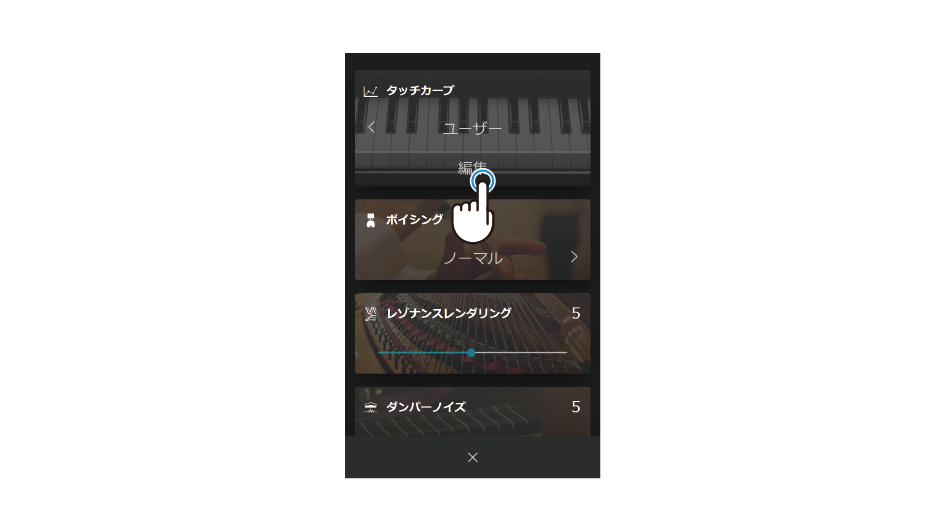 タッチカーブ
ユーザー
編集
ボイシング
ノーマル
レゾナンスレンダリング 5
ダンパーノイズ 5